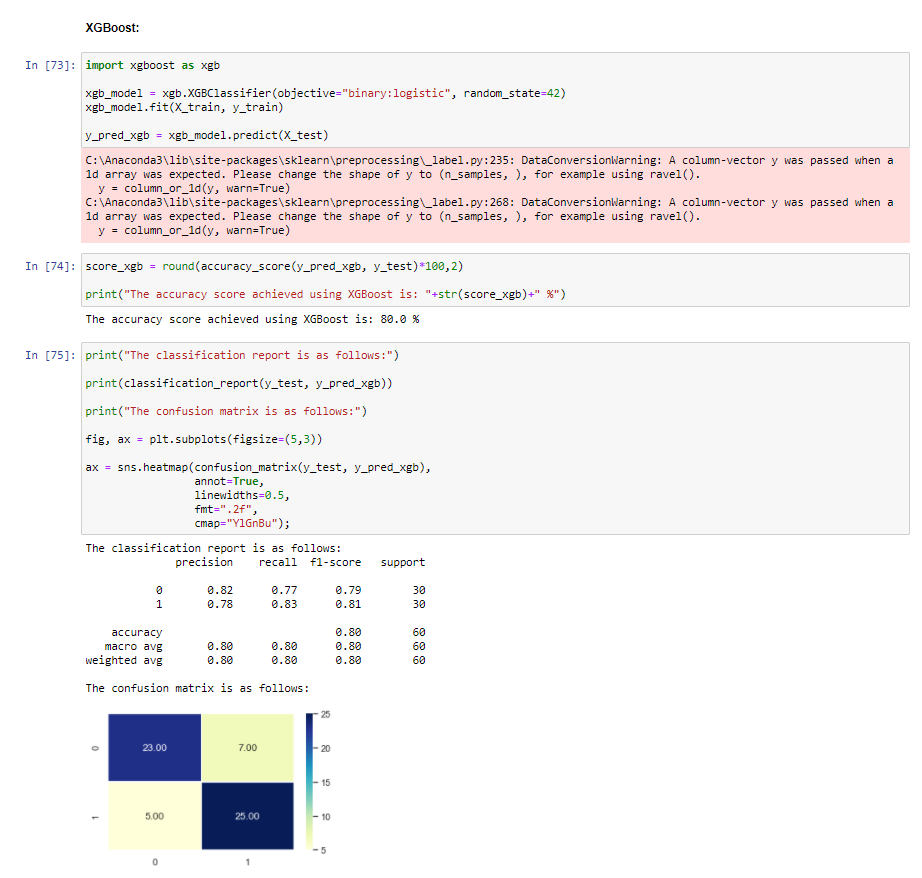 XGBoost:
In [73]: import xgboost as xgb
xgb_model = xgb.XGBClassifier(objective="binary:logistic", random_state=42)
xgb_model.fit(X_train, y_train)
y_pred_xgb = xgb_model.predict(X_test)
C:\Anaconda3\lib\site-packages\sklearn\preprocessing\_label.py:235: DataConversionWarning: A column-vector y was passed when a
1d array was expected. Please change the shape of y to (n_samples, ), for example using ravel().
  y = column_or_1d(y, warn=True)
C:\Anaconda3\lib\site-packages\sklearn\preprocessing\_label.py:268: DataConversionWarning: A column-vector y was passed when a
1d array was expected. Please change the shape of y to (n_samples, ), for example using ravel().
  y = column_or_1d(y, warn=True)
In [74]: score_xgb = round(accuracy_score(y_pred_xgb, y_test)*100,2)
print("The accuracy score achieved using XGBoost is: "+str(score_xgb)+" %")
The accuracy score achieved using XGBoost is: 80.0 %
In [75]: print("The classification report is as follows:")
print(classification_report(y_test, y_pred_xgb))
print("The confusion matrix is as follows:")
fig, ax = plt.subplots(figsize=(5,3))
ax = sns.heatmap(confusion_matrix(y_test, y_pred_xgb),
                 annot=True,
                 linewidths=0.5,
                 fmt=".2f",
                 cmap="YlGnBu");
The classification report is as follows:
              precision    recall  f1-score   support
           0       0.82      0.77      0.79        30
           1       0.78      0.83      0.81        30
    accuracy                           0.80        60
   macro avg       0.80      0.80      0.80        60
weighted avg       0.80      0.80      0.80        60
The confusion matrix is as follows:
25
0 23.00 7.00 20
15
1 5.00 25.00 10
5
0 1